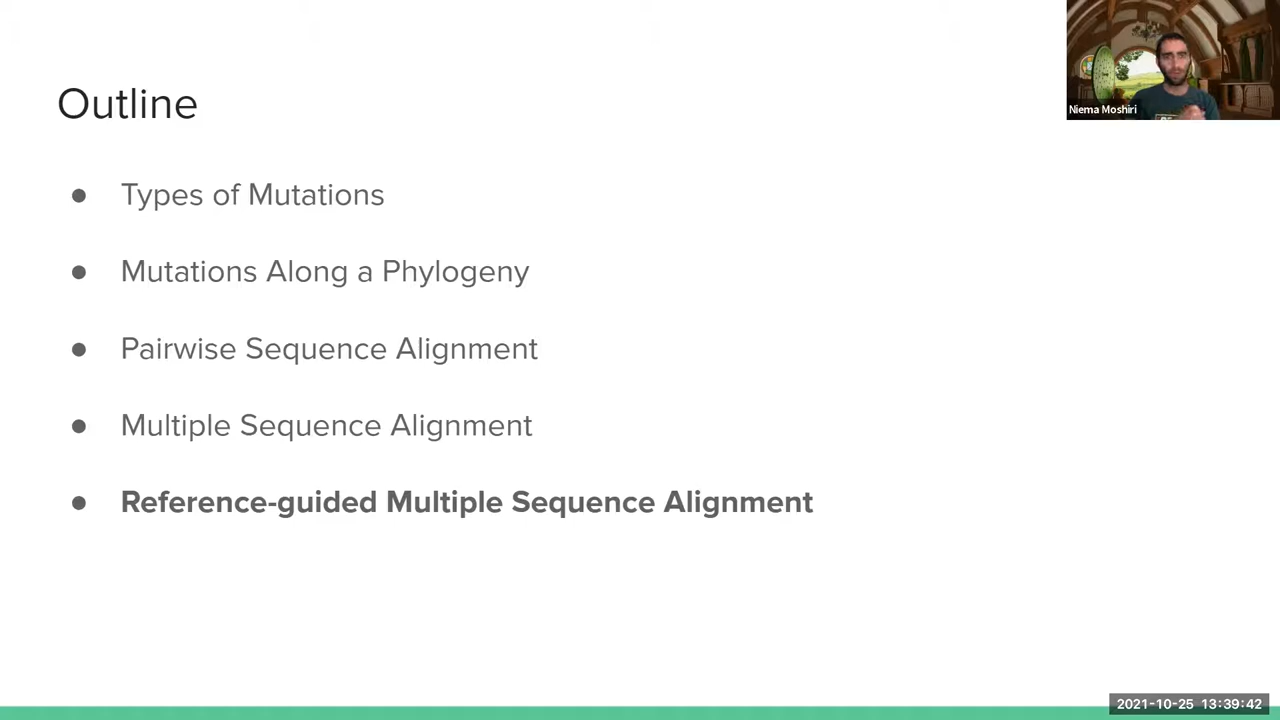 Outline
Niema Moshiri
● Types of Mutations
● Mutations Along a Phylogeny
● Pairwise Sequence Alignment
● Multiple Sequence Alignment
● Reference-guided Multiple Sequence Alignment
2021-10-25 13:39:42